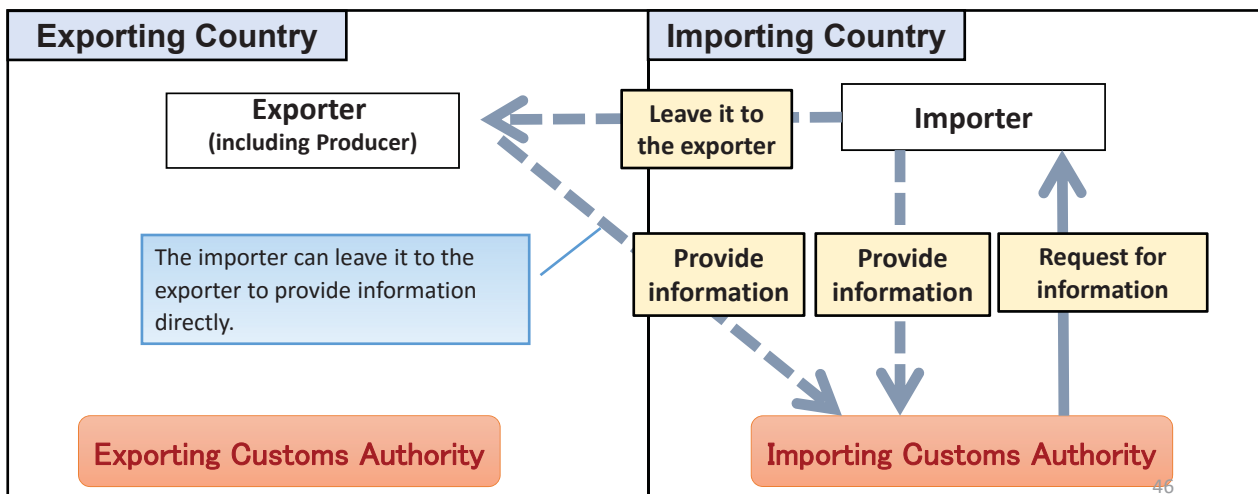 Exporting Country
Importing Country
Exporter
(including Producer)
Leave it to
the exporter
Importer
The importer can leave it to the
exporter to provide information
directly.
Provide
information
Provide
information
Request for
information
Exporting Customs Authority
Importing Customs Authority
46